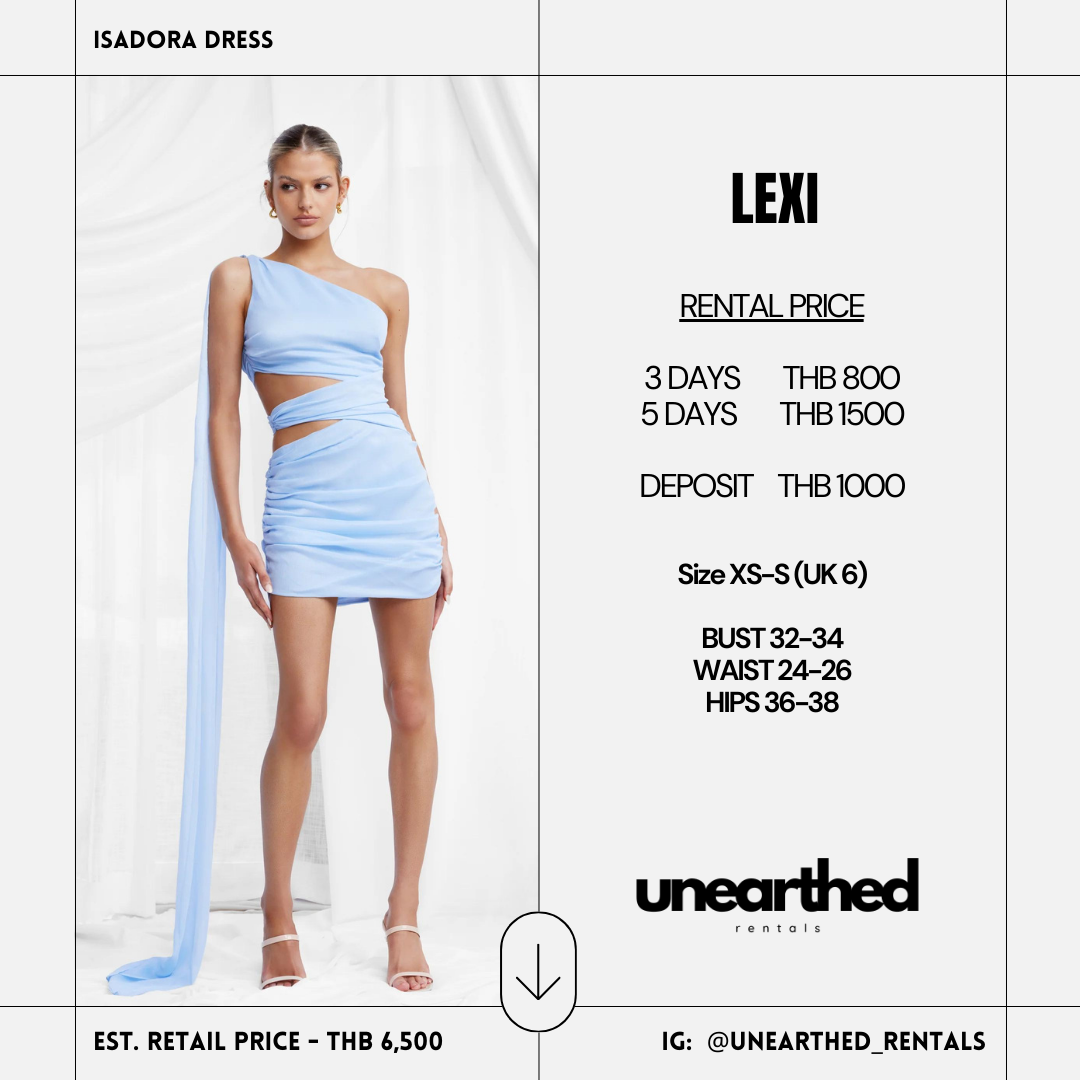 ISADORA DRESS
LEXI
RENTAL PRICE
3 DAYS THB 800
5 DAYS THB 1500
DEPOSIT THB 1000
Size XS-S (UK 6)
BUST 32-34
WAIST 24-26
HIPS 36-38
unearthed
rentals
EST. RETAIL PRICE - THB 6,500
IG: @UNEARTHED_RENTALS